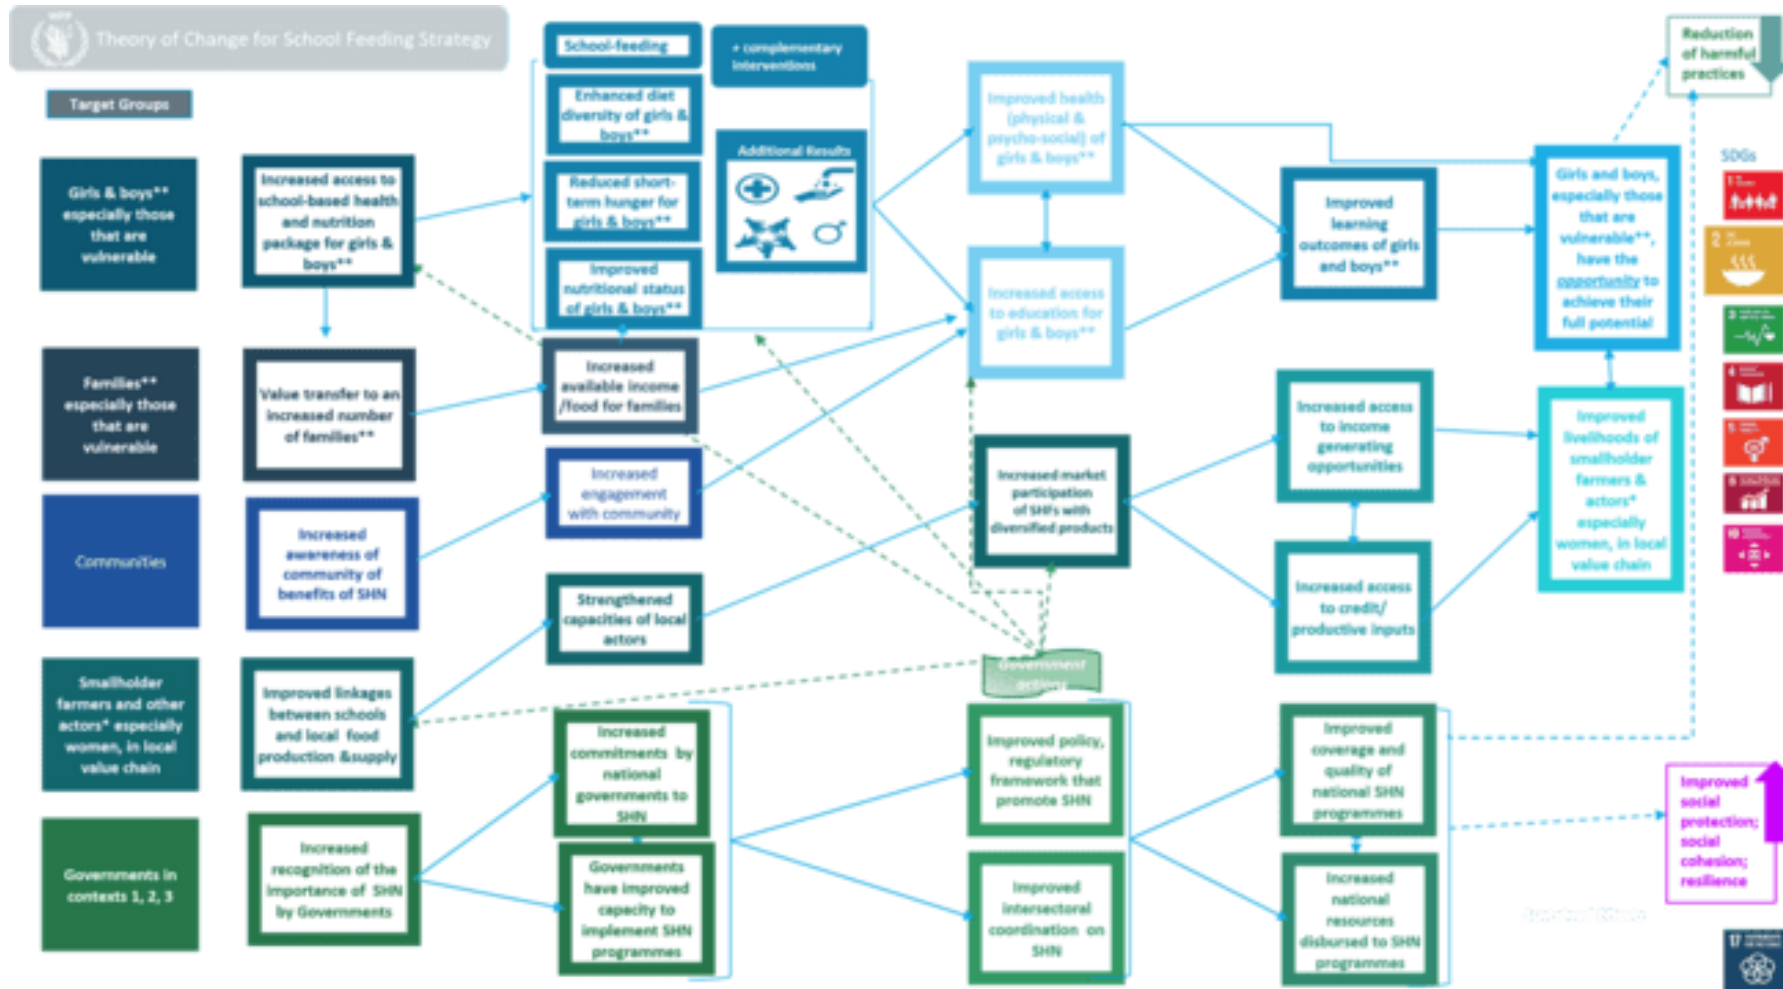 WFP
Theory of Change for School Feeding Strategy
Target Groups
Girls & boys**
especially those
that are
vulnerable
Families**
especially those
that are
vulnerable
Communities
Smallholder
farmers and other
actors* especially
women, in local
value chain
Governments in
contexts 1, 2, 3
Increased access to
school-based health
and nutrition
package for girls &
boys**
Value transfer to an
increased number
of families**
Increased
awareness of
community of
benefits of SHN
Improved linkages
between schools
and local food
production &supply
Increased
recognition of the
importance of SHN
by Governments
School-feeding
Enhanced diet
diversity of girls &
boys**
Reduced short-
term hunger for
girls & boys**
Improved
nutritional status
of girls & boys**
+ complementary
interventions
Additional Results
Increased
available income
/food for families
Increased
engagement
with community
Strengthened
capacities of local
actors
Increased
commitments by
national
governments to
SHN
Governments
have improved
capacity to
implement SHN
programmes
Improved health
(physical &
psycho-social) of
girls & boys**
Increased access
to education for
girls & boys**
Increased market
participation
of SHFs with
diversified products
Government
actions
Improved policy,
regulatory
framework that
promote SHN
Improved
intersectoral
coordination on
SHN
Improved
learning
outcomes of girls
and boys**
Increased access
to income
generating
opportunities
Increased access
to credit/
productive inputs
Improved
coverage and
quality of
national SHN
programmes
Increased
national
resources
disbursed to SHN
programmes
Girls and boys,
especially those
that are
vulnerable**,
have the
opportunity to
achieve their
full potential
Improved
livelihoods of
smallholder
farmers &
actors*
especially
women, in local
value chain
Reduction
of harmful
practices
Improved
social
protection;
social
cohesion;
resilience
SDGs
1
2
3
4
5
10
17